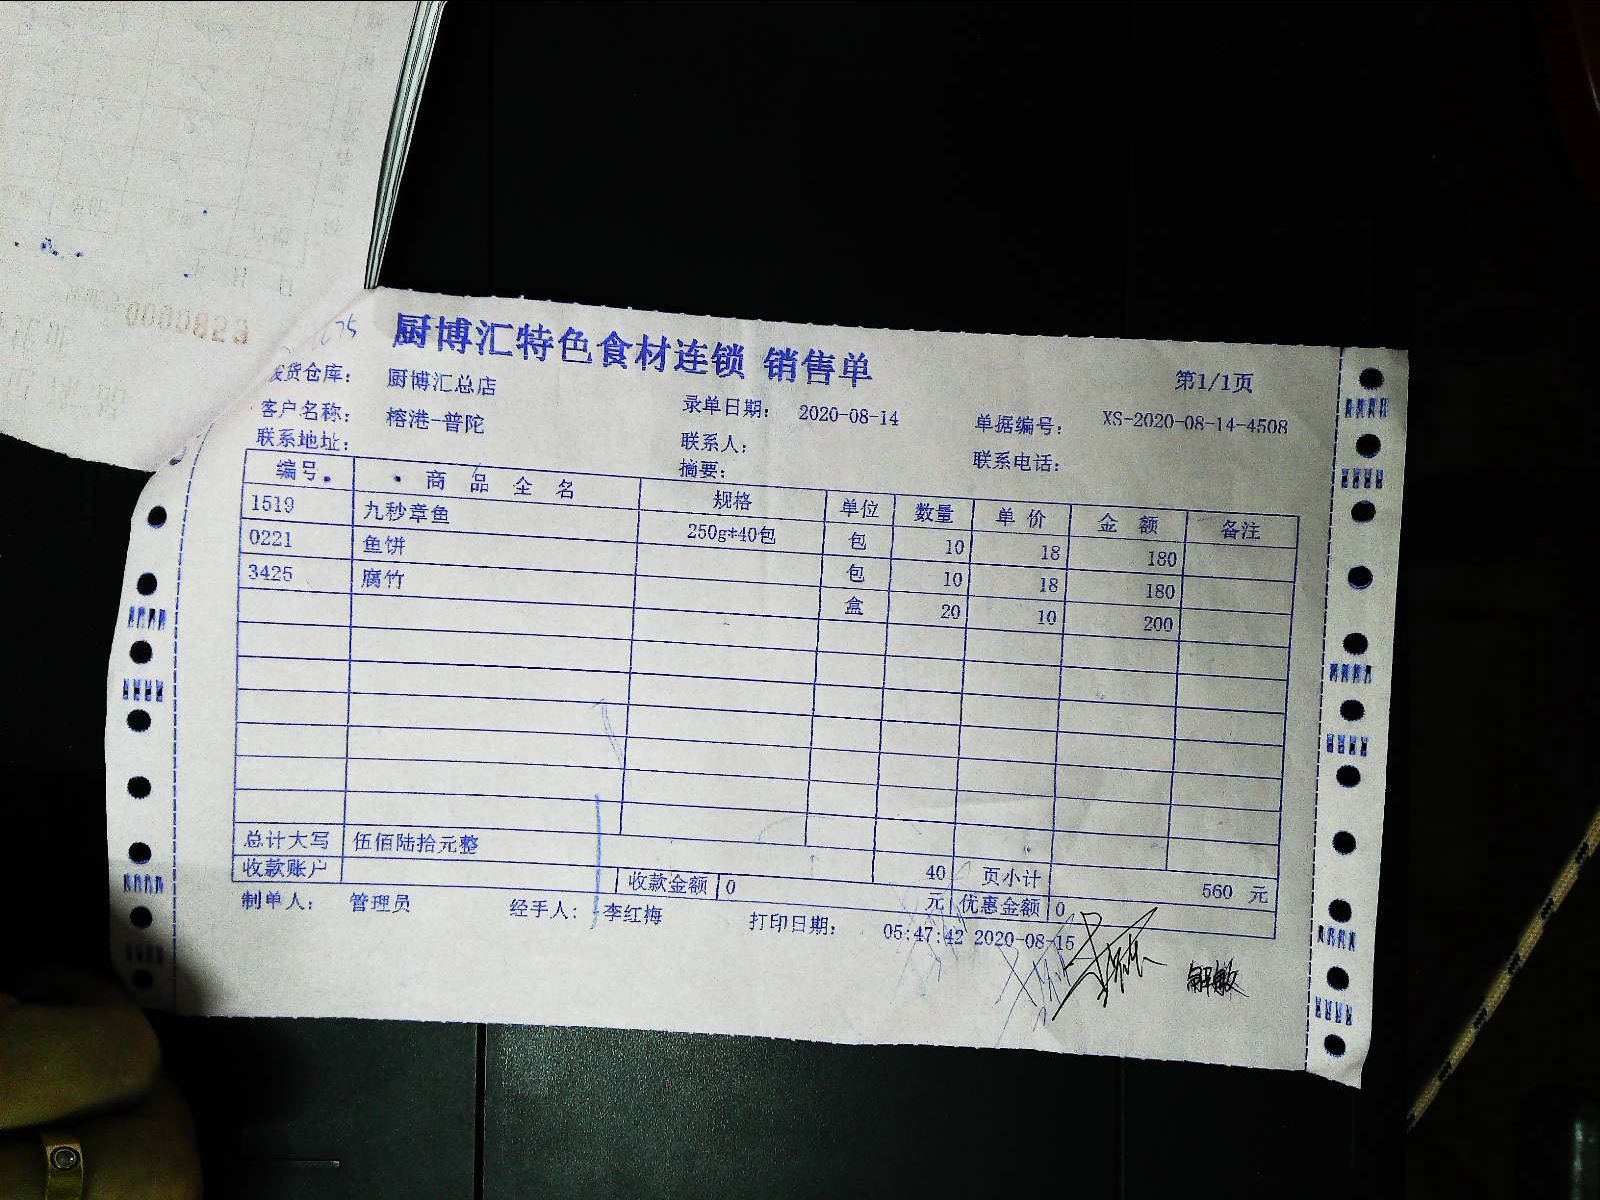 厨博汇特色食材连锁 销售单
第1/1页
货仓库： 厨博汇总店
录单日期： 2020-08-14
单据编号： XS-2020-08-14-4508
客户名称： 榕港-普陀
联系人：
联系电话：
联系地址：
摘要：
编号 商品全名 规格 单位 数量 单价 金额 备注
1519 九秒章鱼 250g*40包 包 10 18 180
0221 鱼饼 包 10 18 180
3425 腐竹 盒 20 10 200
总计大写 伍佰陆拾元整 40 页小计 560 元
收款账户 收款金额 0 元 优惠金额 0
制单人： 管理员 经手人： 李红梅 打印日期： 05:47:42 2020-08-15
解敏